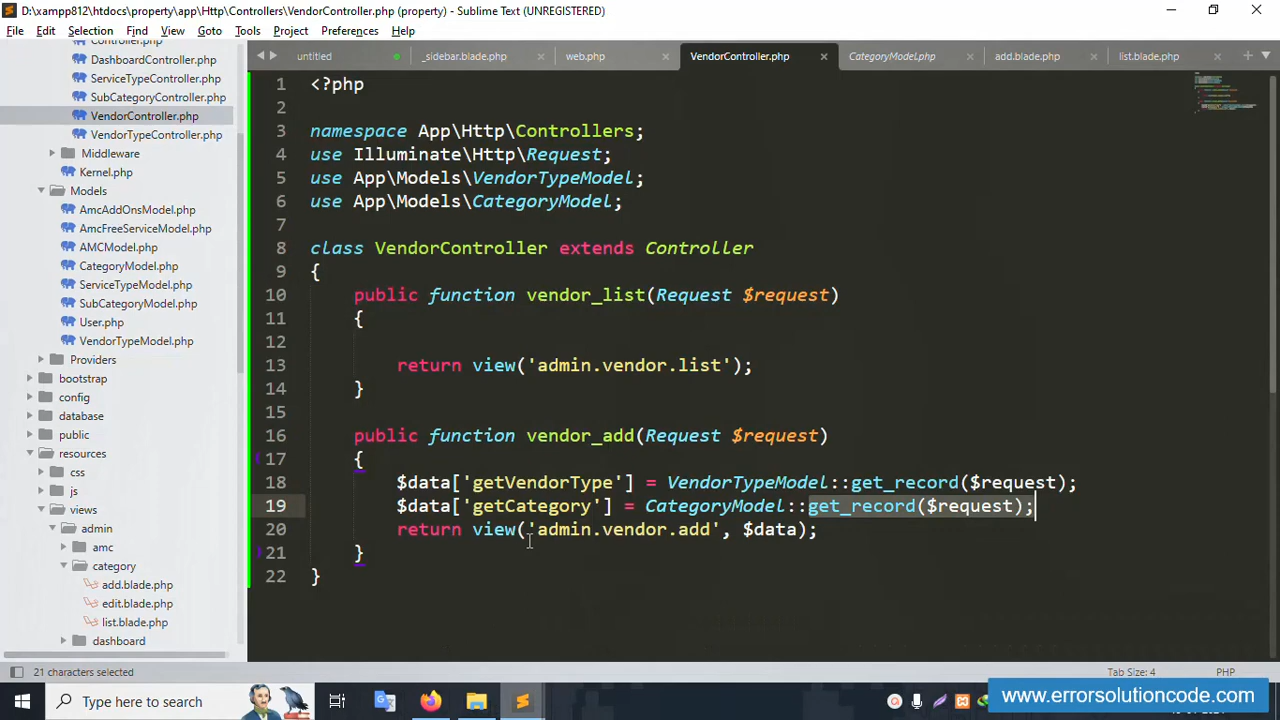 D:\xampp812\htdocs\property\app\Http\Controllers\VendorController.php (property) - Sublime Text (UNREGISTERED)
File Edit Selection Find View Goto Tools Project Preferences Help
untitled _sidebar.blade.php web.php VendorController.php CategoryModel.php add.blade.php list.blade.php
Controller.php
DashboardController.php
ServiceTypeController.php
SubCategoryController.php
VendorController.php
VendorTypeController.php
Middleware
Kernel.php
Models
AmcAddOnsModel.php
AmcFreeServiceModel.php
AMCModel.php
CategoryModel.php
ServiceTypeModel.php
SubCategoryModel.php
User.php
VendorTypeModel.php
Providers
bootstrap
config
database
public
resources
css
js
views
admin
amc
category
add.blade.php
edit.blade.php
list.blade.php
dashboard
1 <?php
2
3 namespace App\Http\Controllers;
4 use Illuminate\Http\Request;
5 use App\Models\VendorTypeModel;
6 use App\Models\CategoryModel;
7
8 class VendorController extends Controller
9 {
10 public function vendor_list(Request $request)
11 {
12
13 return view('admin.vendor.list');
14 }
15
16 public function vendor_add(Request $request)
17 {
18 $data['getVendorType'] = VendorTypeModel::get_record($request);
19 $data['getCategory'] = CategoryModel::get_record($request);
20 return view('admin.vendor.add', $data);
21 }
22 }
21 characters selected Tab Size: 4 PHP
Type here to search
www.errorsolutioncode.com